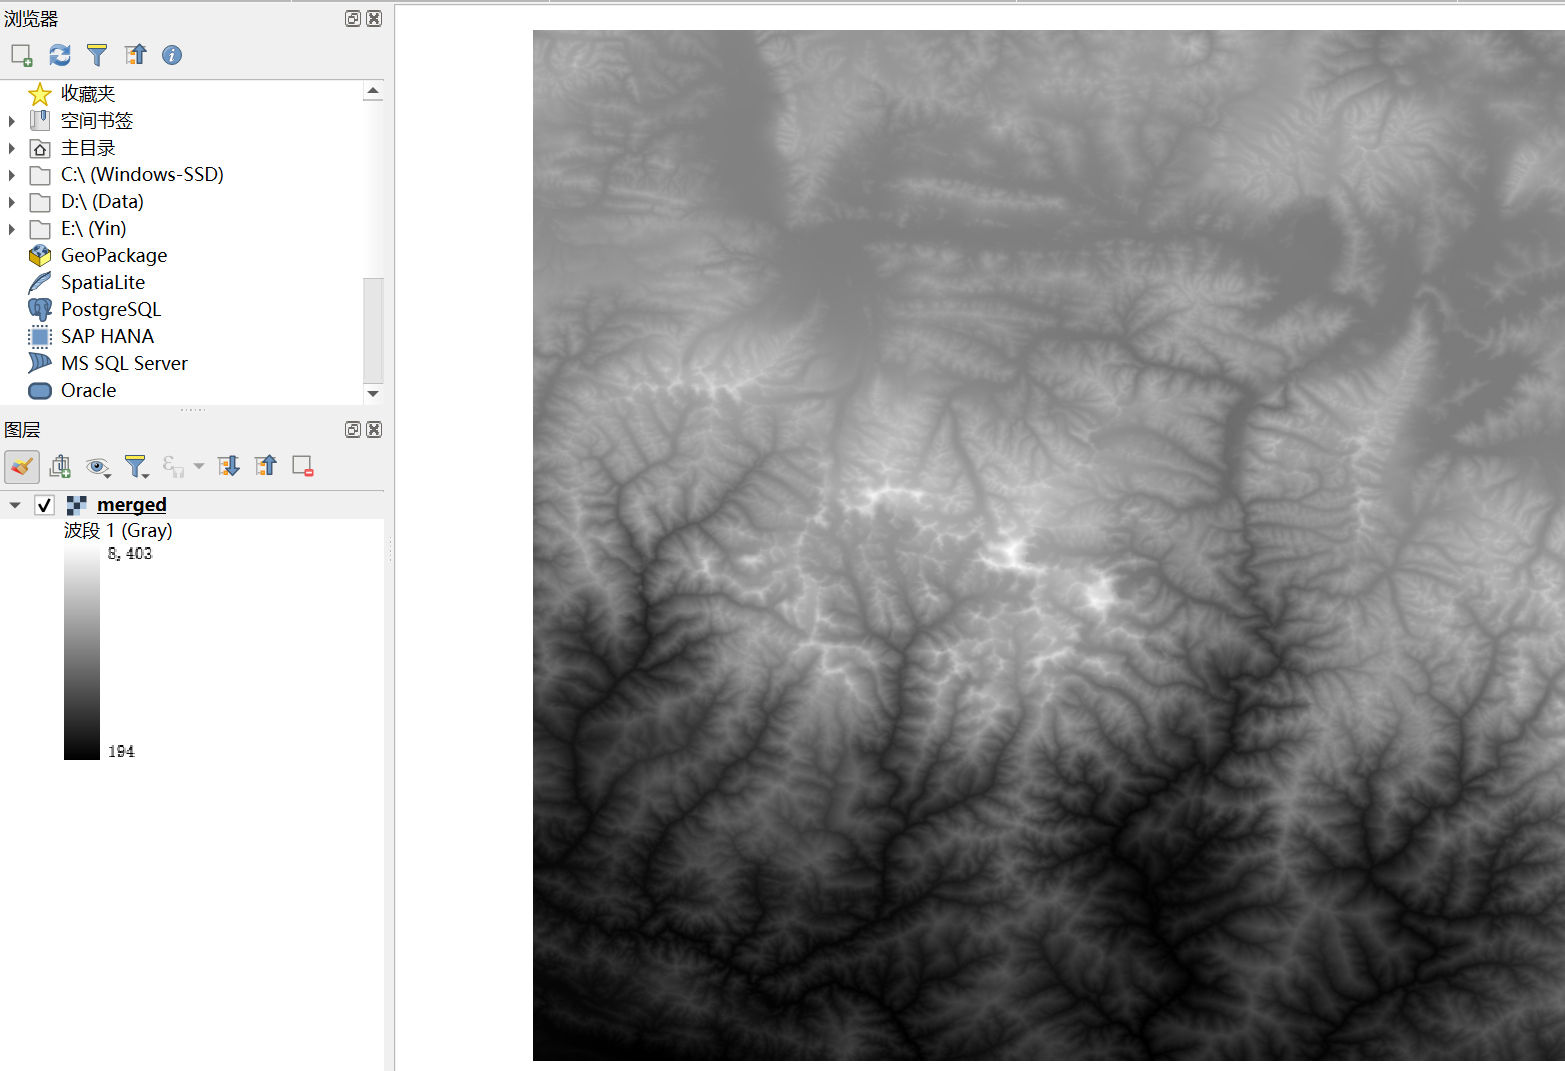 浏览器
收藏夹
空间书签
主目录
C:\ (Windows-SSD)
D:\ (Data)
E:\ (Yin)
GeoPackage
SpatiaLite
PostgreSQL
SAP HANA
MS SQL Server
Oracle
图层
merged
波段 1 (Gray)
8,403
194